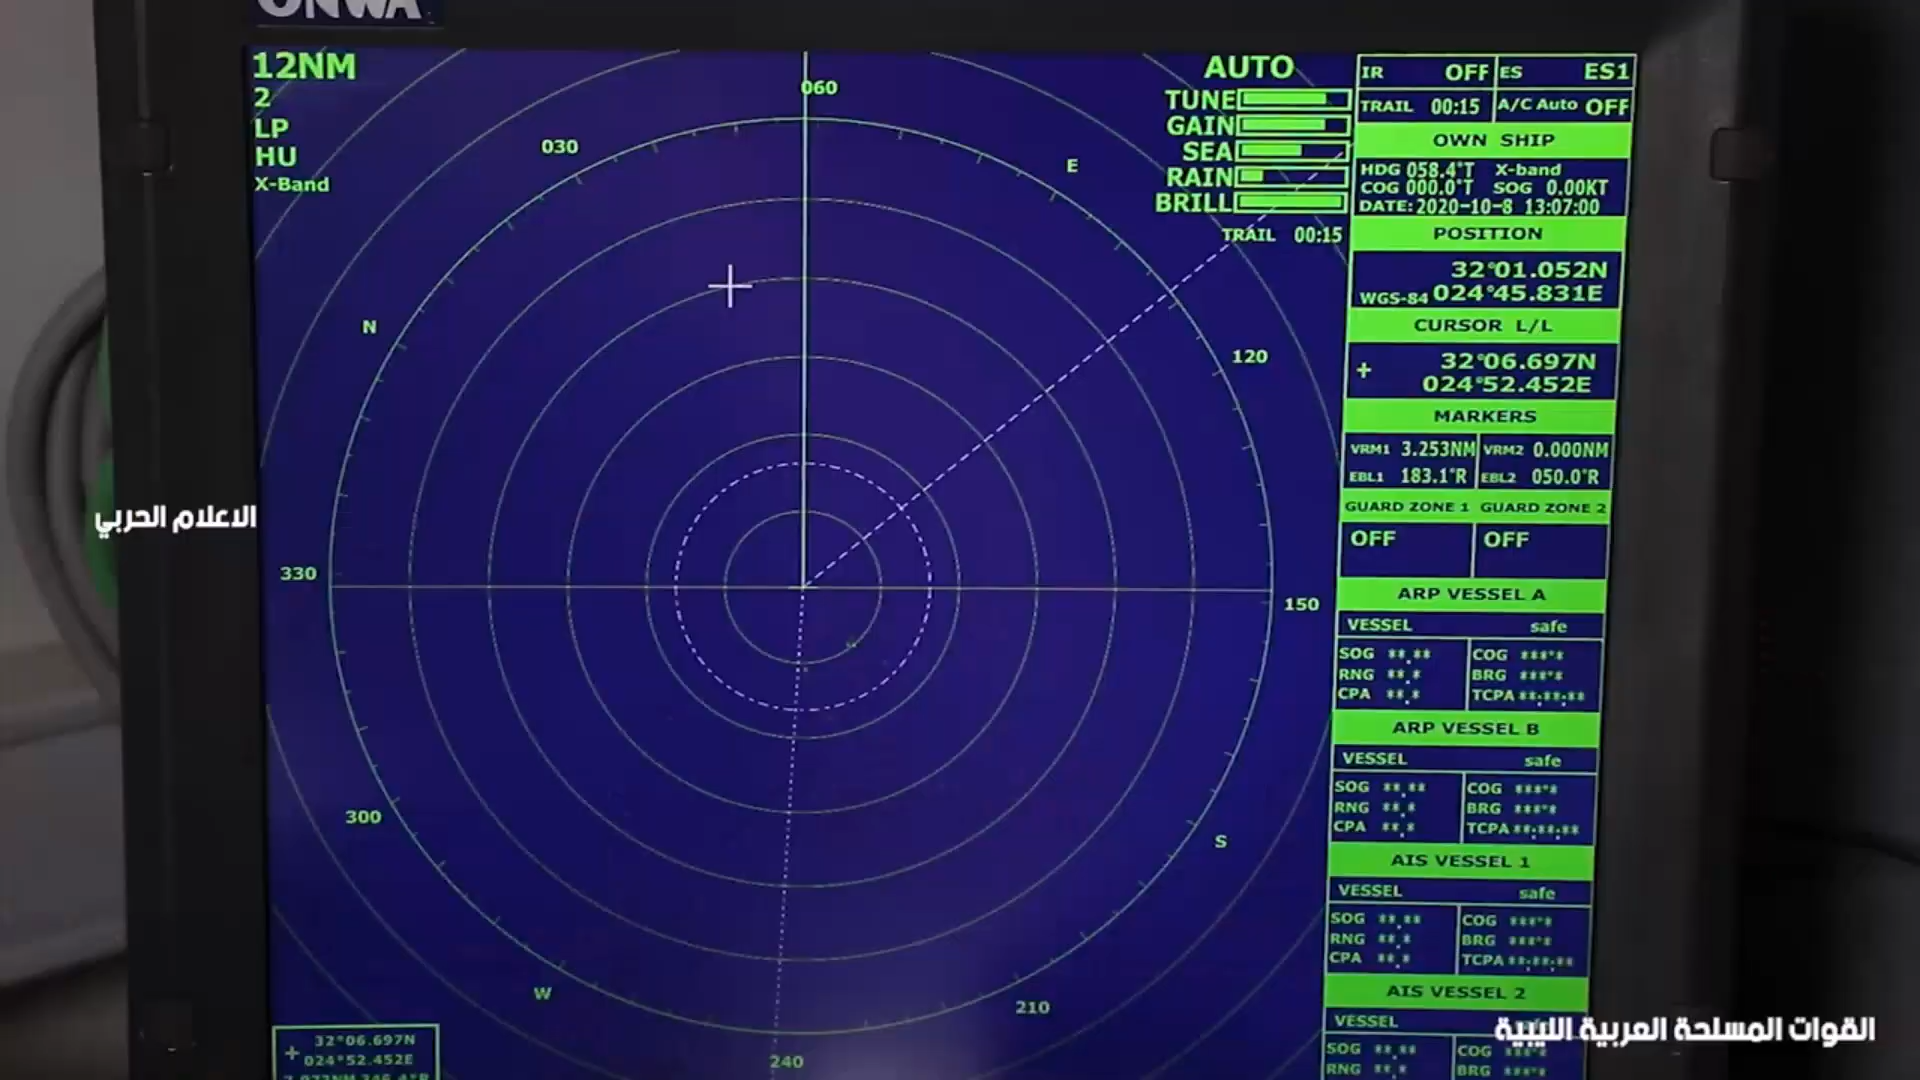 ONWA
12NM
2
LP
HU
X-Band
060
030
E
N
120
330
150
300
S
W
210
240
AUTO
TUNE
GAIN
SEA
RAIN
BRILL
TRAIL 00:15
IR OFF ES ES1
TRAIL 00:15 A/C Auto OFF
OWN SHIP
HDG 058.4°T X-band
COG 000.0°T SOG 0.00KT
DATE:2020-10-8 13:07:00
POSITION
32°01.052N
WGS-84 024°45.831E
CURSOR L/L
+ 32°06.697N
024°52.452E
MARKERS
VRM1 3.253NM VRM2 0.000NM
EBL1 183.1°R EBL2 050.0°R
GUARD ZONE 1 GUARD ZONE 2
OFF OFF
ARP VESSEL A
VESSEL safe
SOG **.** COG ***°*
RNG **.* BRG ***°*
CPA **.* TCPA **:**:**
ARP VESSEL B
VESSEL safe
SOG **.** COG ***°*
RNG **.* BRG ***°*
CPA **.* TCPA **:**:**
AIS VESSEL 1
VESSEL safe
SOG **.** COG ***°*
RNG **.* BRG ***°*
CPA **.* TCPA **:**:**
AIS VESSEL 2
VESSEL
SOG **.** COG ***°*
RNG **.* BRG ***°*
+ 32°06.697N
024°52.452E
الاعلام الحربي
القوات المسلحة العربية الليبية